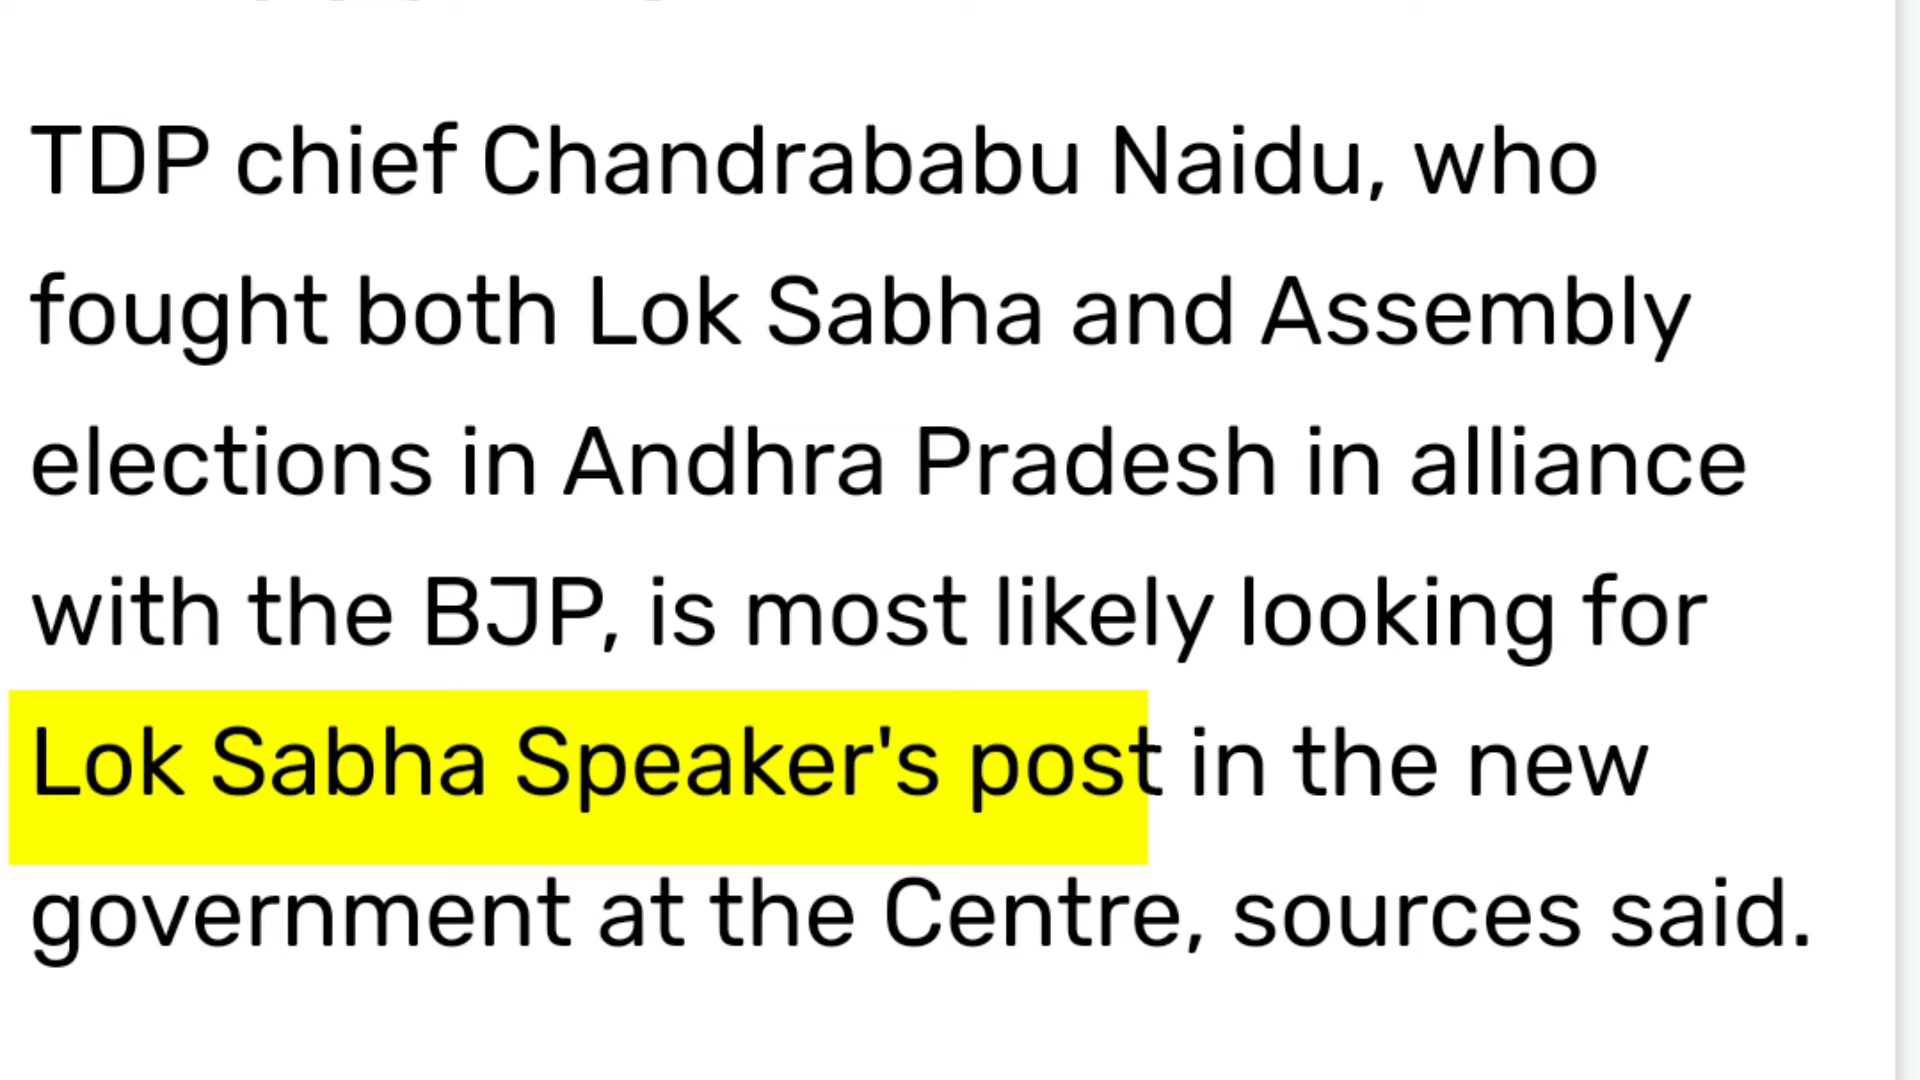 TDP chief Chandrababu Naidu, who
fought both Lok Sabha and Assembly
elections in Andhra Pradesh in alliance
with the BJP, is most likely looking for
Lok Sabha Speaker's post in the new
government at the Centre, sources said.